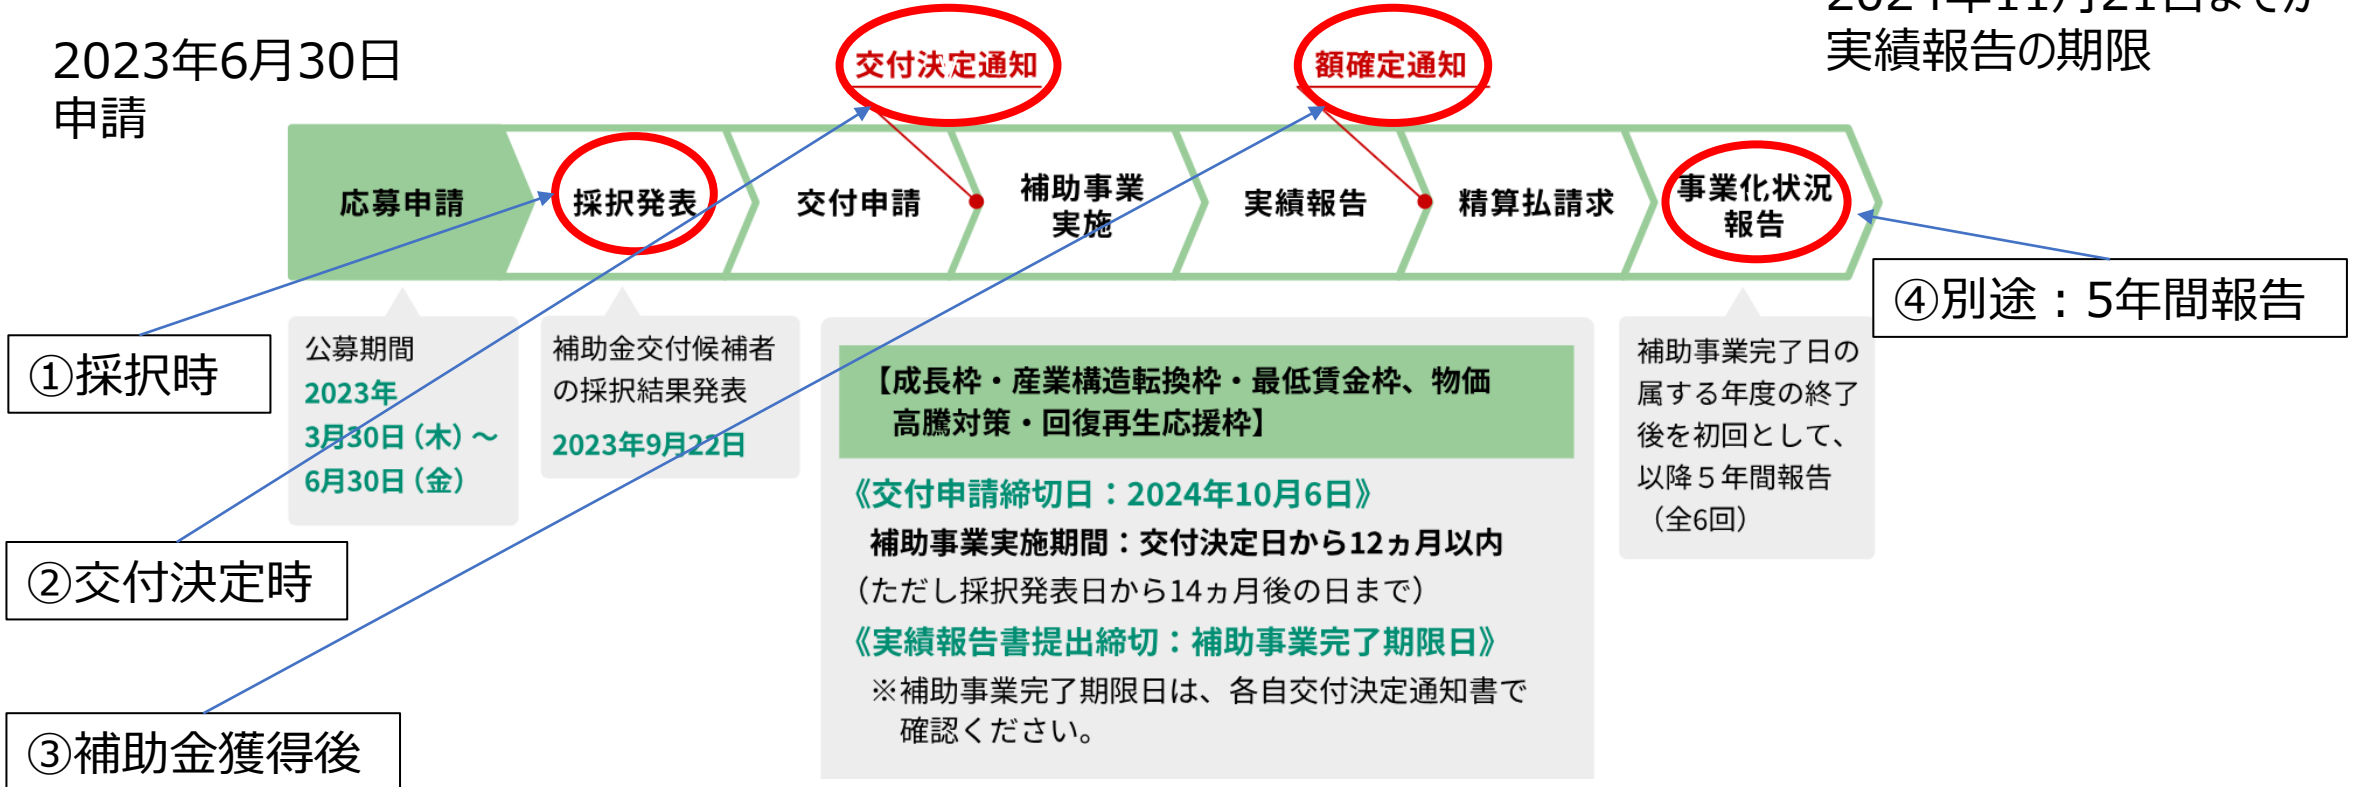 2023年6月30日
申請
2024年11月21日までが
実績報告の期限
交付決定通知
額確定通知
応募申請
採択発表
交付申請
補助事業
実施
実績報告
精算払請求
事業化状況
報告
①採択時
②交付決定時
③補助金獲得後
④別途：5年間報告
公募期間
2023年
3月30日（木）～
6月30日（金）
補助金交付候補者
の採択結果発表
2023年9月22日
【成長枠・産業構造転換枠・最低賃金枠、物価
高騰対策・回復再生応援枠】
《交付申請締切日：2024年10月6日》
補助事業実施期間：交付決定日から12ヵ月以内
（ただし採択発表日から14ヵ月後の日まで）
《実績報告書提出締切：補助事業完了期限日》
※補助事業完了期限日は、各自交付決定通知書で
確認ください。
補助事業完了日の
属する年度の終了
後を初回として、
以降５年間報告
（全6回）